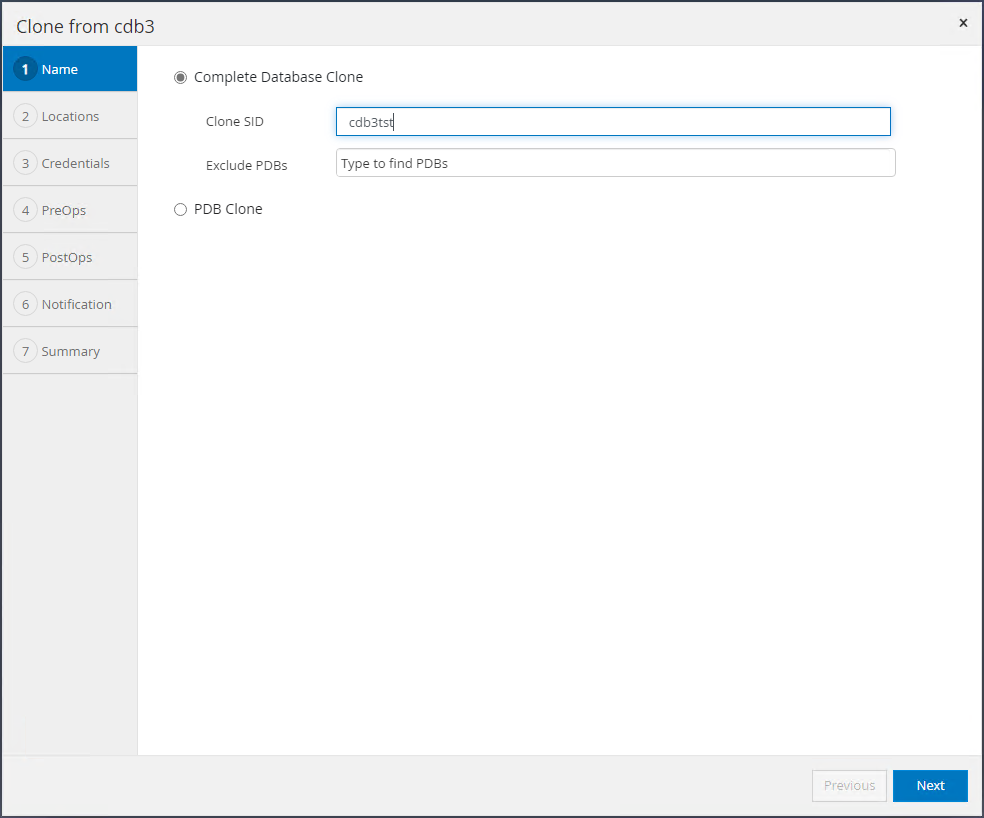 Clone from cdb3
×
1 Name
2 Locations
3 Credentials
4 PreOps
5 PostOps
6 Notification
7 Summary
Complete Database Clone
Clone SID cdb3tst
Exclude PDBs Type to find PDBs
PDB Clone
Previous Next